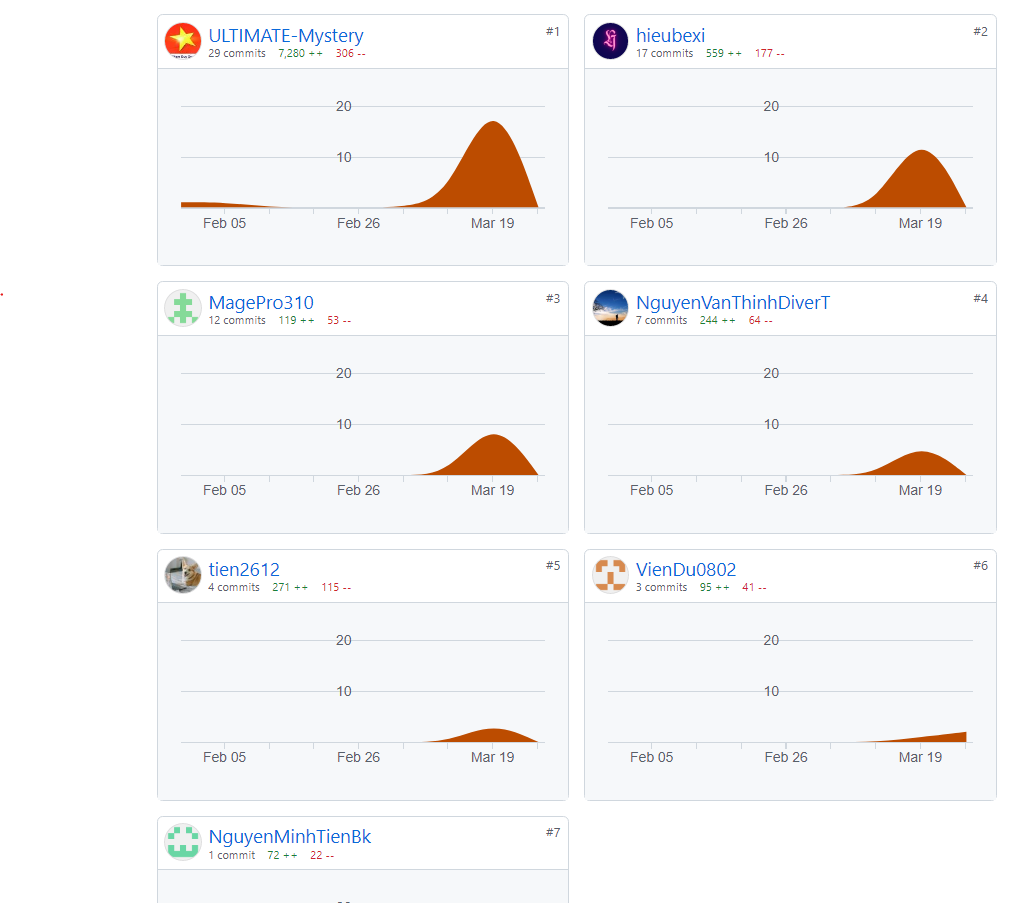 ULTIMATE-Mystery
#1
29 commits 7,280 ++ 306 --
20
10
Feb 05 Feb 26 Mar 19
hieubexi
#2
17 commits 559 ++ 177 --
20
10
Feb 05 Feb 26 Mar 19
MagePro310
#3
12 commits 119 ++ 53 --
20
10
Feb 05 Feb 26 Mar 19
NguyenVanThinhDiverT
#4
7 commits 244 ++ 64 --
20
10
Feb 05 Feb 26 Mar 19
tien2612
#5
4 commits 271 ++ 115 --
20
10
Feb 05 Feb 26 Mar 19
VienDu0802
#6
3 commits 95 ++ 41 --
20
10
Feb 05 Feb 26 Mar 19
NguyenMinhTienBk
#7
1 commit 72 ++ 22 --